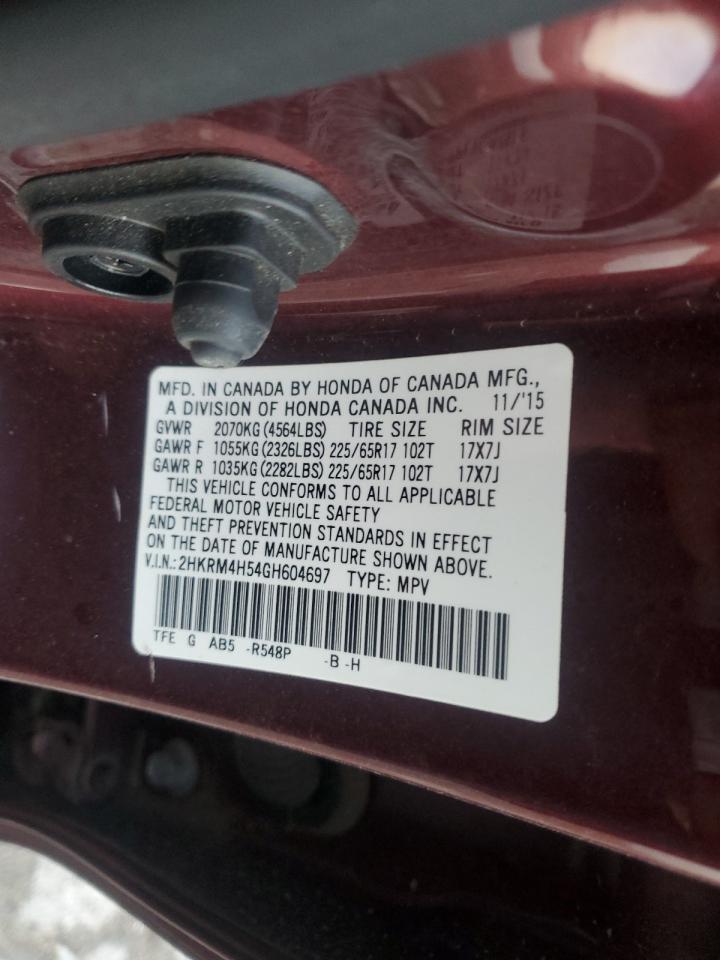 MFD. IN CANADA BY HONDA OF CANADA MFG.,
A DIVISION OF HONDA CANADA INC. 11/'15
GVWR 2070KG (4564LBS) TIRE SIZE RIM SIZE
GAWR F 1055KG (2326LBS) 225/65R17 102T 17X7J
GAWR R 1035KG (2282LBS) 225/65R17 102T 17X7J
THIS VEHICLE CONFORMS TO ALL APPLICABLE
FEDERAL MOTOR VEHICLE SAFETY
AND THEFT PREVENTION STANDARDS IN EFFECT
ON THE DATE OF MANUFACTURE SHOWN ABOVE.
V.I.N.: 2HKRM4H54GH604697 TYPE: MPV
TFE G AB5 -R548P -B -H